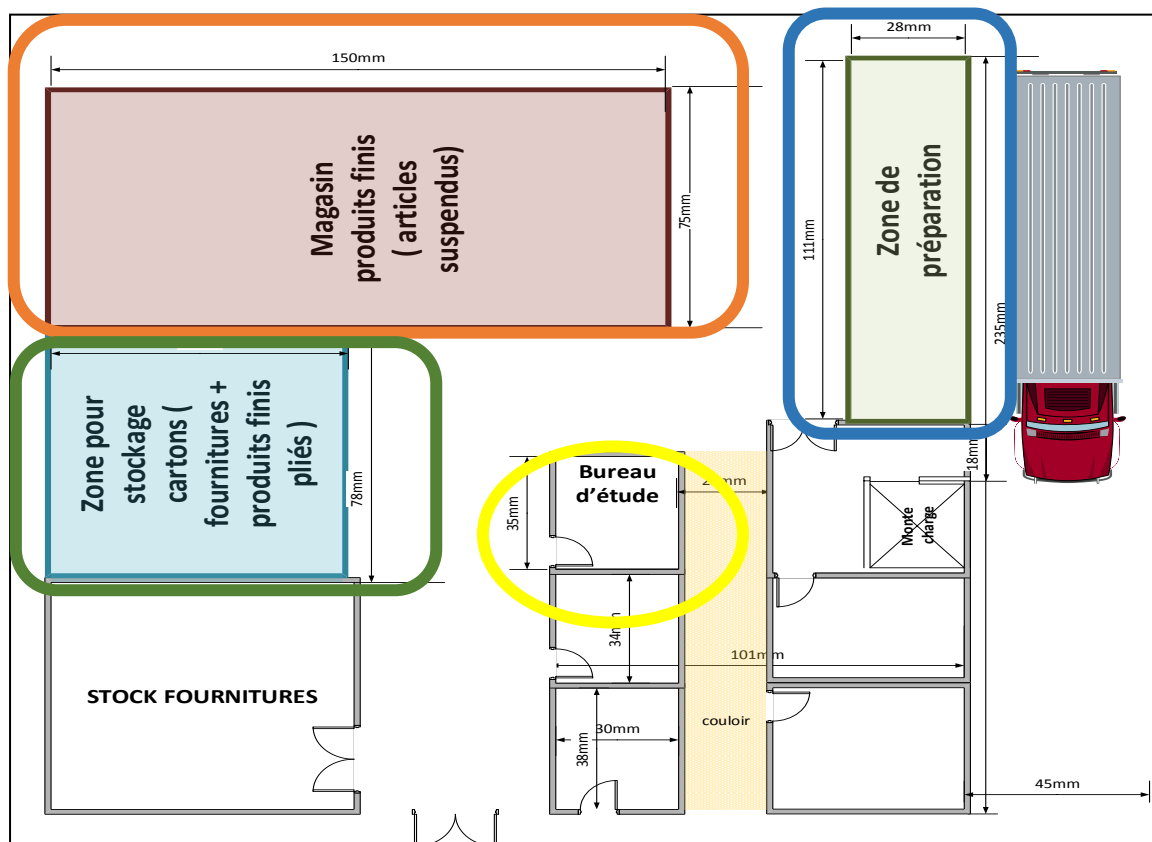 150mm
28mm
Magasin
produits finis
( articles
suspendus)
75mm
111mm
Zone de
préparation
235mm
Zone pour
stockage
cartons (
fournitures +
produits finis
pliés )
78mm
Bureau
d’étude
35mm
18mm
Monte
charge
34mm
101mm
STOCK FOURNITURES
couloir
30mm
38mm
45mm